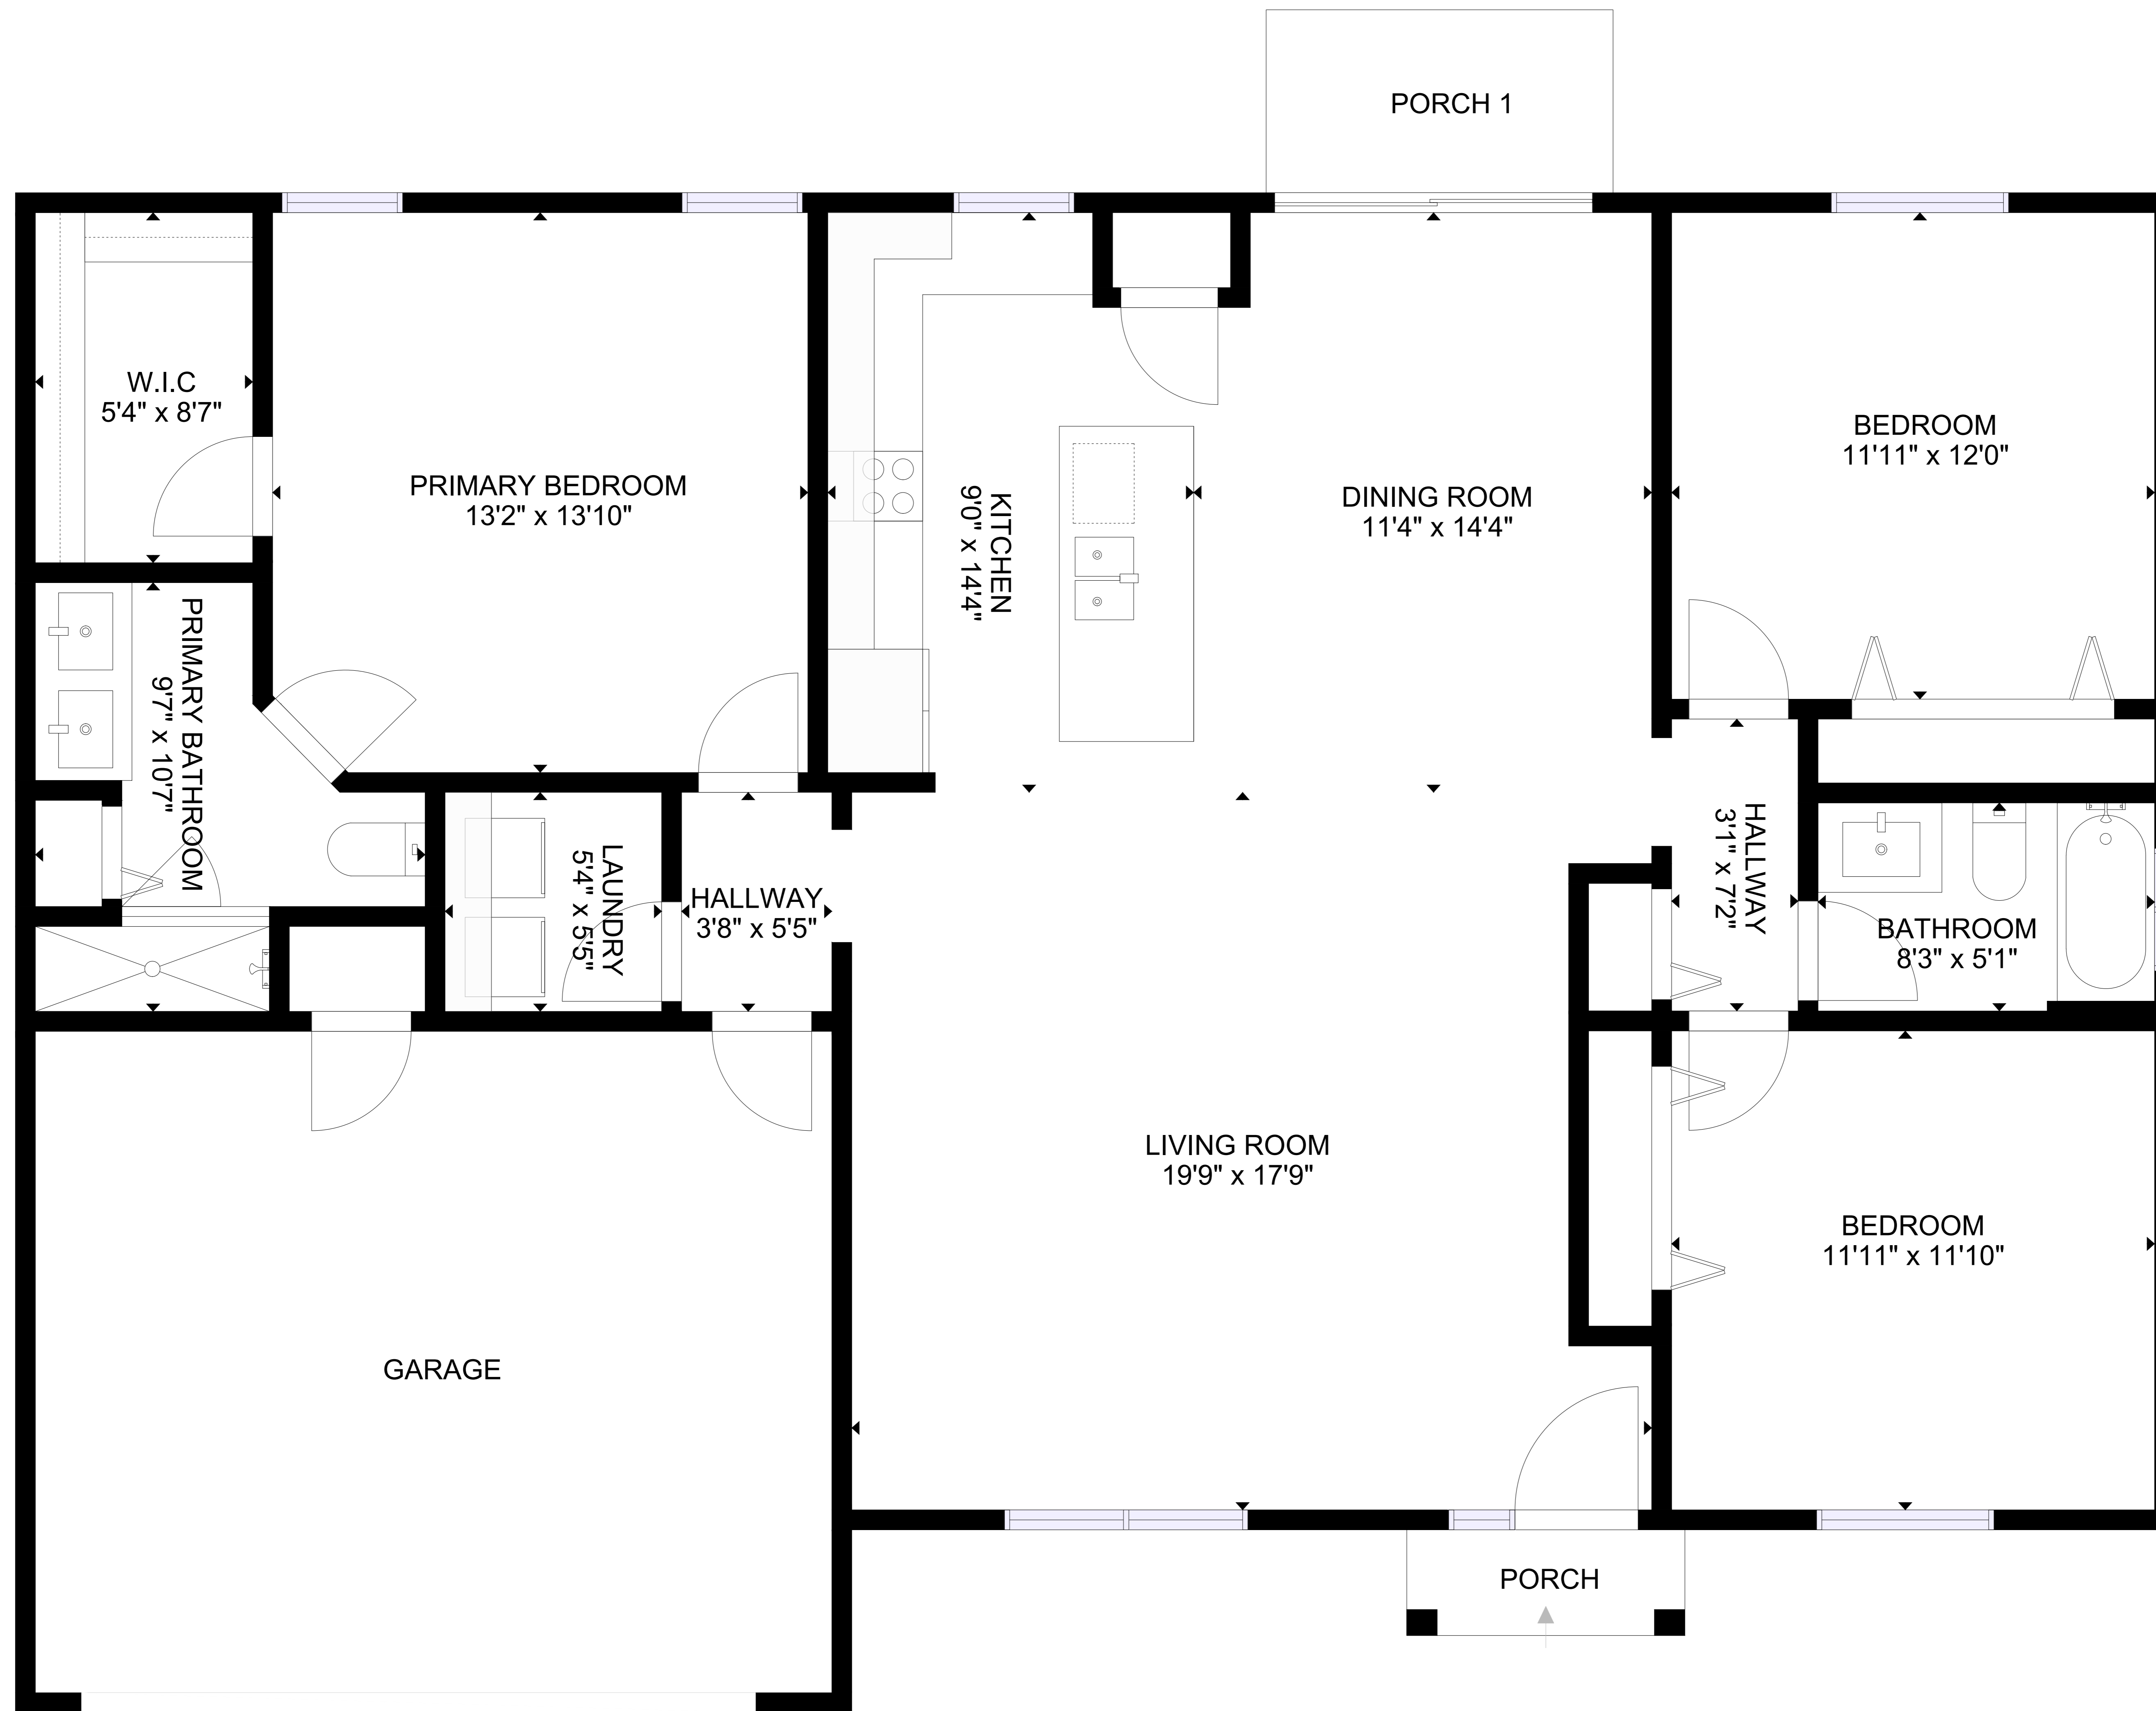 PORCH 1
W.I.C
5'4" x 8'7"
PRIMARY BEDROOM
13'2" x 13'10"
KITCHEN
9'0" x 14'4"
DINING ROOM
11'4" x 14'4"
BEDROOM
11'11" x 12'0"
PRIMARY BATHROOM
9'7" x 10'7"
LAUNDRY
5'4" x 5'5"
HALLWAY
3'8" x 5'5"
HALLWAY
3'1" x 7'2"
BATHROOM
8'3" x 5'1"
LIVING ROOM
19'9" x 17'9"
BEDROOM
11'11" x 11'10"
GARAGE
PORCH